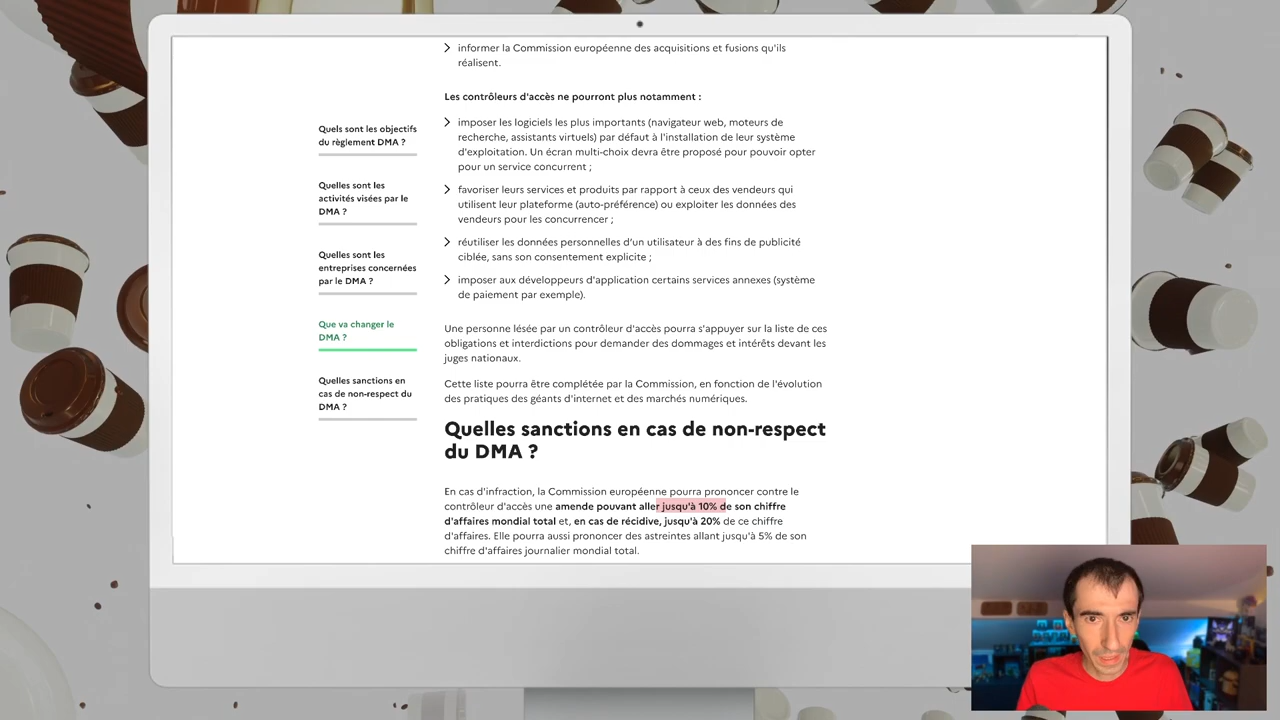 informer la Commission européenne des acquisitions et fusions qu'ils
réalisent.
Les contrôleurs d'accès ne pourront plus notamment :
imposer les logiciels les plus importants (navigateur web, moteurs de
recherche, assistants virtuels) par défaut à l'installation de leur système
d'exploitation. Un écran multi-choix devra être proposé pour pouvoir opter
pour un service concurrent ;
favoriser leurs services et produits par rapport à ceux des vendeurs qui
utilisent leur plateforme (auto-préférence) ou exploiter les données des
vendeurs pour les concurrencer ;
réutiliser les données personnelles d'un utilisateur à des fins de publicité
ciblée, sans son consentement explicite ;
imposer aux développeurs d'application certains services annexes (système
de paiement par exemple).
Une personne lésée par un contrôleur d'accès pourra s'appuyer sur la liste de ces
obligations et interdictions pour demander des dommages et intérêts devant les
juges nationaux.
Cette liste pourra être complétée par la Commission, en fonction de l'évolution
des pratiques des géants d'internet et des marchés numériques.
Quelles sanctions en cas de non-respect
du DMA ?
En cas d'infraction, la Commission européenne pourra prononcer contre le
contrôleur d'accès une amende pouvant aller jusqu'à 10% de son chiffre
d'affaires mondial total et, en cas de récidive, jusqu'à 20% de ce chiffre
d'affaires. Elle pourra aussi prononcer des astreintes allant jusqu'à 5% de son
chiffre d'affaires journalier mondial total.
Quels sont les objectifs
du règlement DMA ?
Quelles sont les
activités visées par le
DMA ?
Quelles sont les
entreprises concernées
par le DMA ?
Que va changer le
DMA ?
Quelles sanctions en
cas de non-respect du
DMA ?